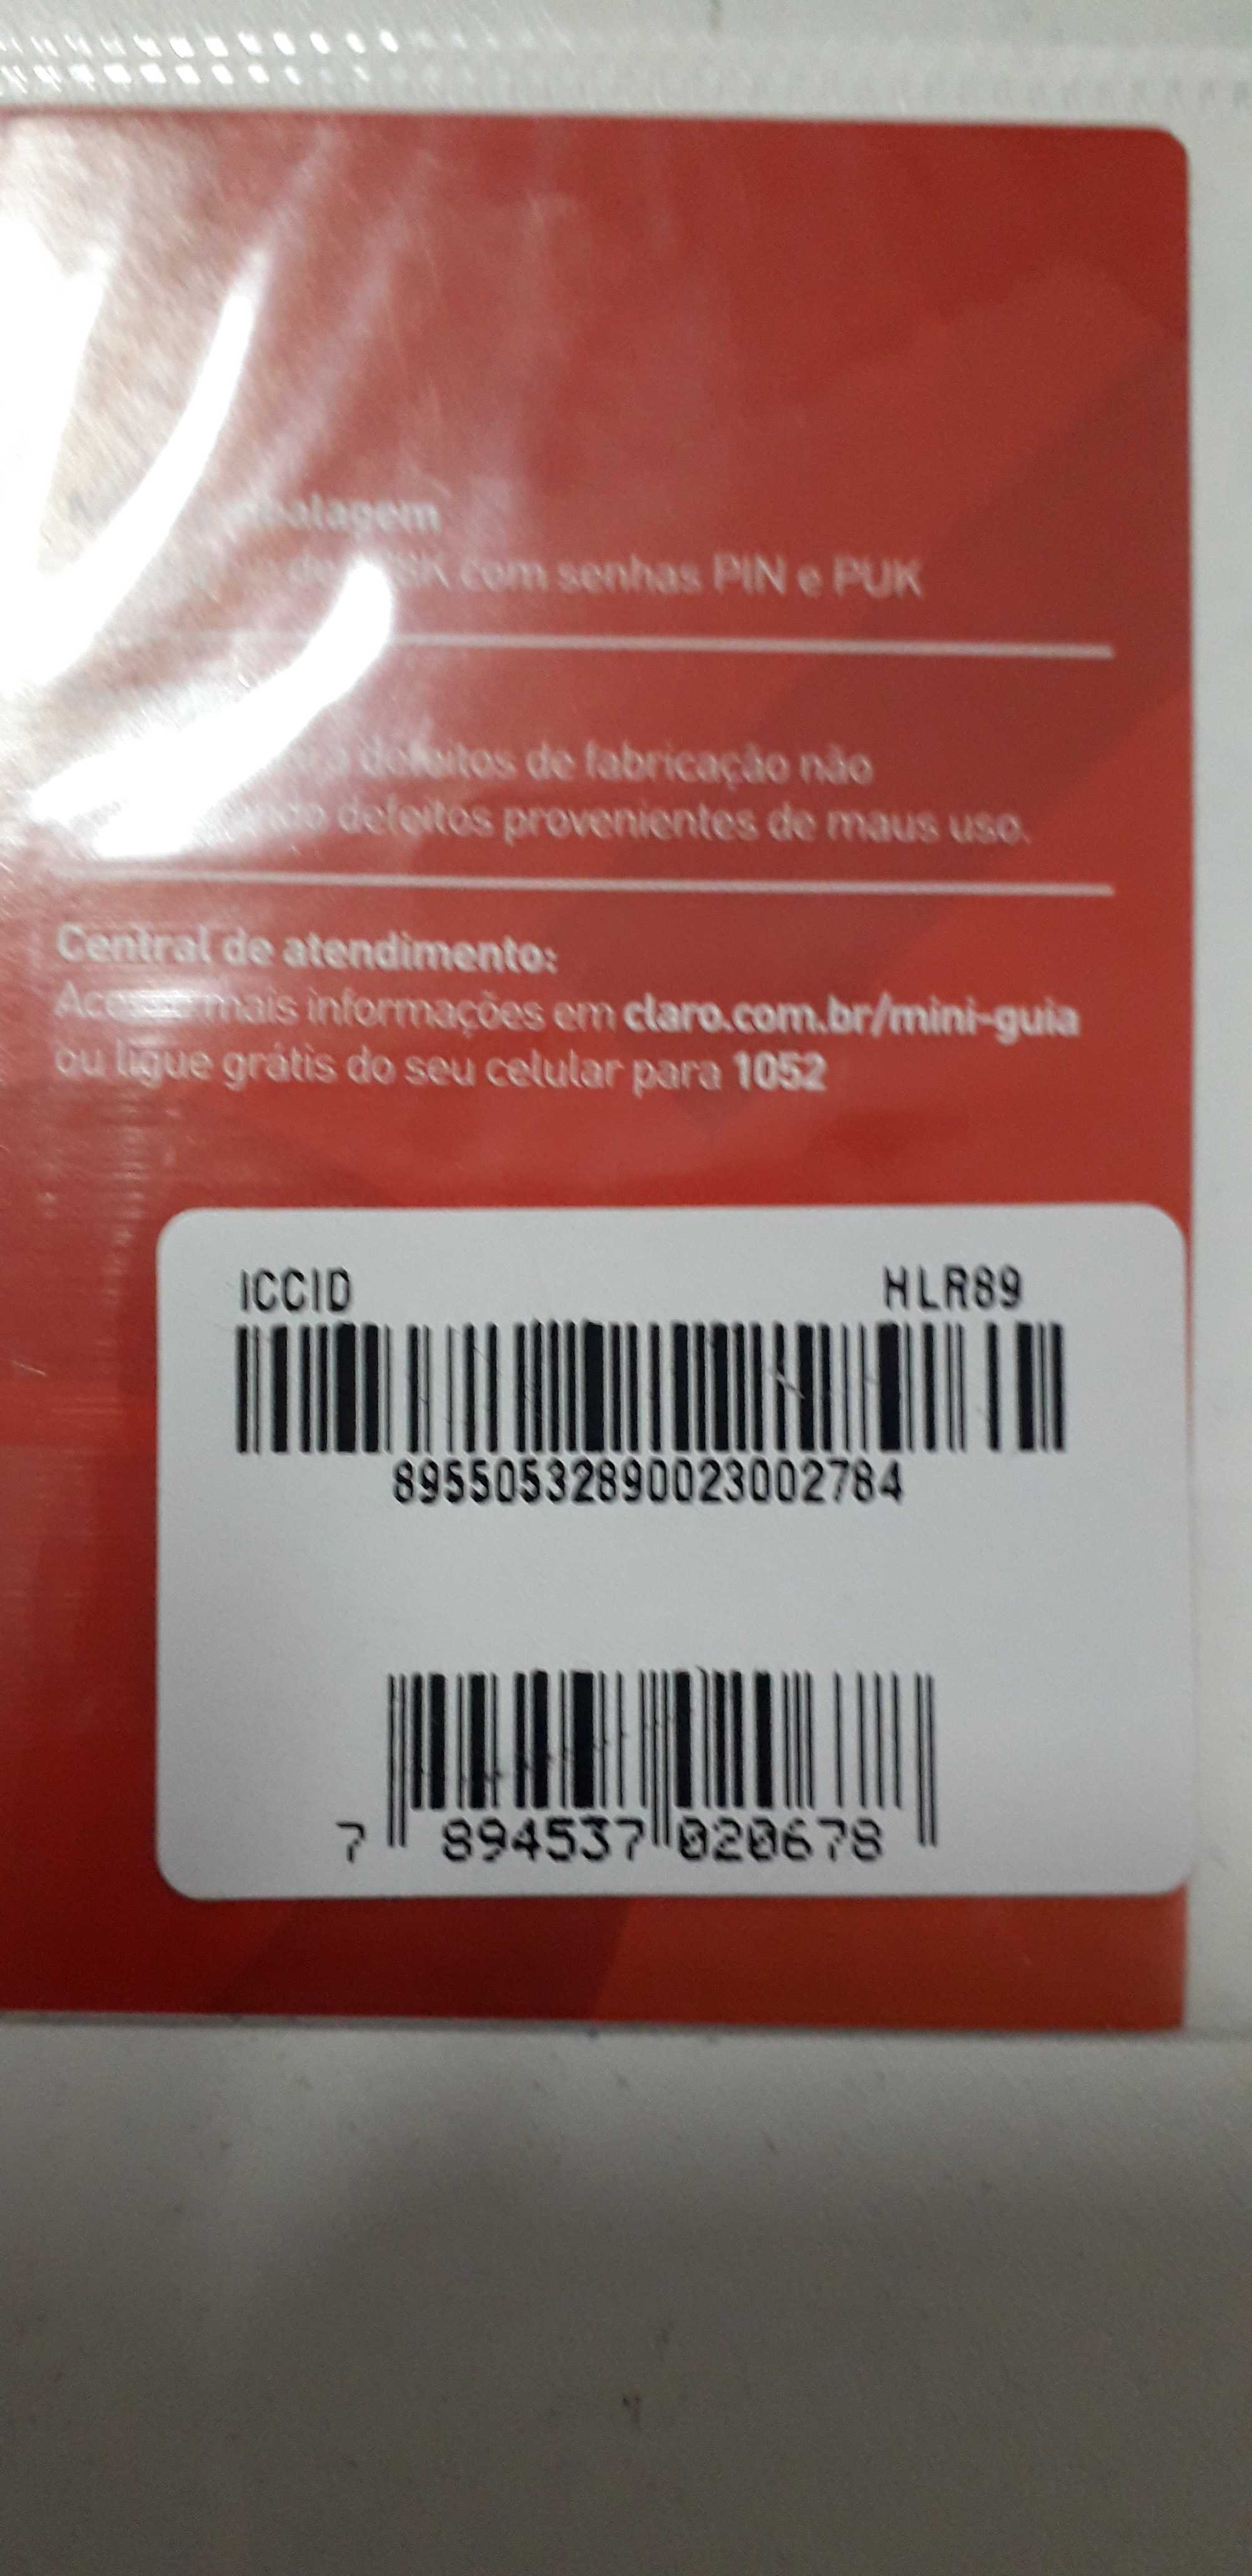 com senhas PIN e PUK
defeitos de fabricação não
defeitos provenientes de maus uso.
Central de atendimento:
Acesse mais informações em claro.com.br/mini-guia
ou ligue grátis do seu celular para 1052
ICCID HLR89
89550532890023002784
7 894537 020678